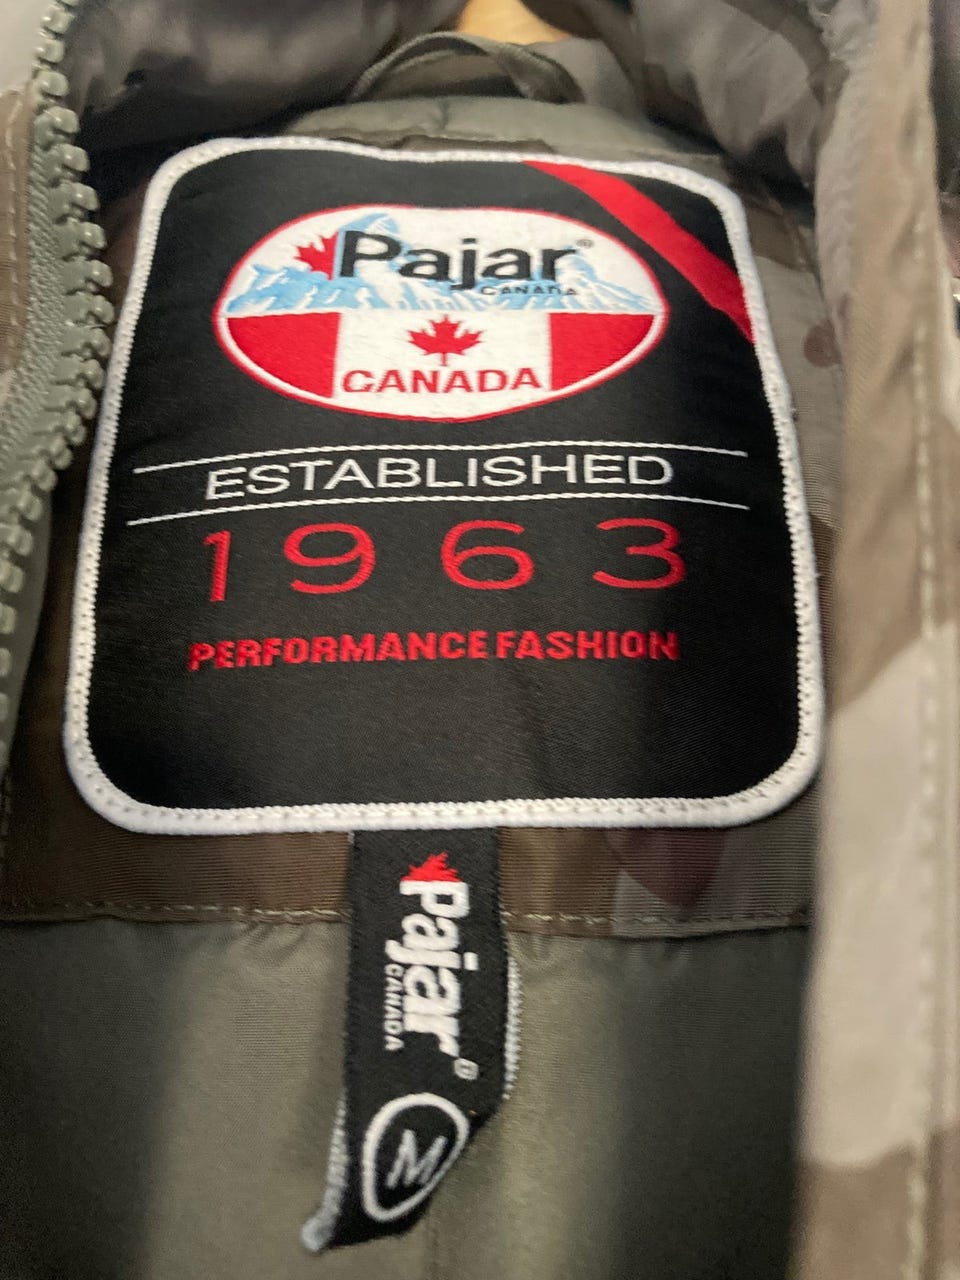 Pajar®
CANADA
CANADA
ESTABLISHED
1963
PERFORMANCE FASHION
Pajar®
CANADA
M